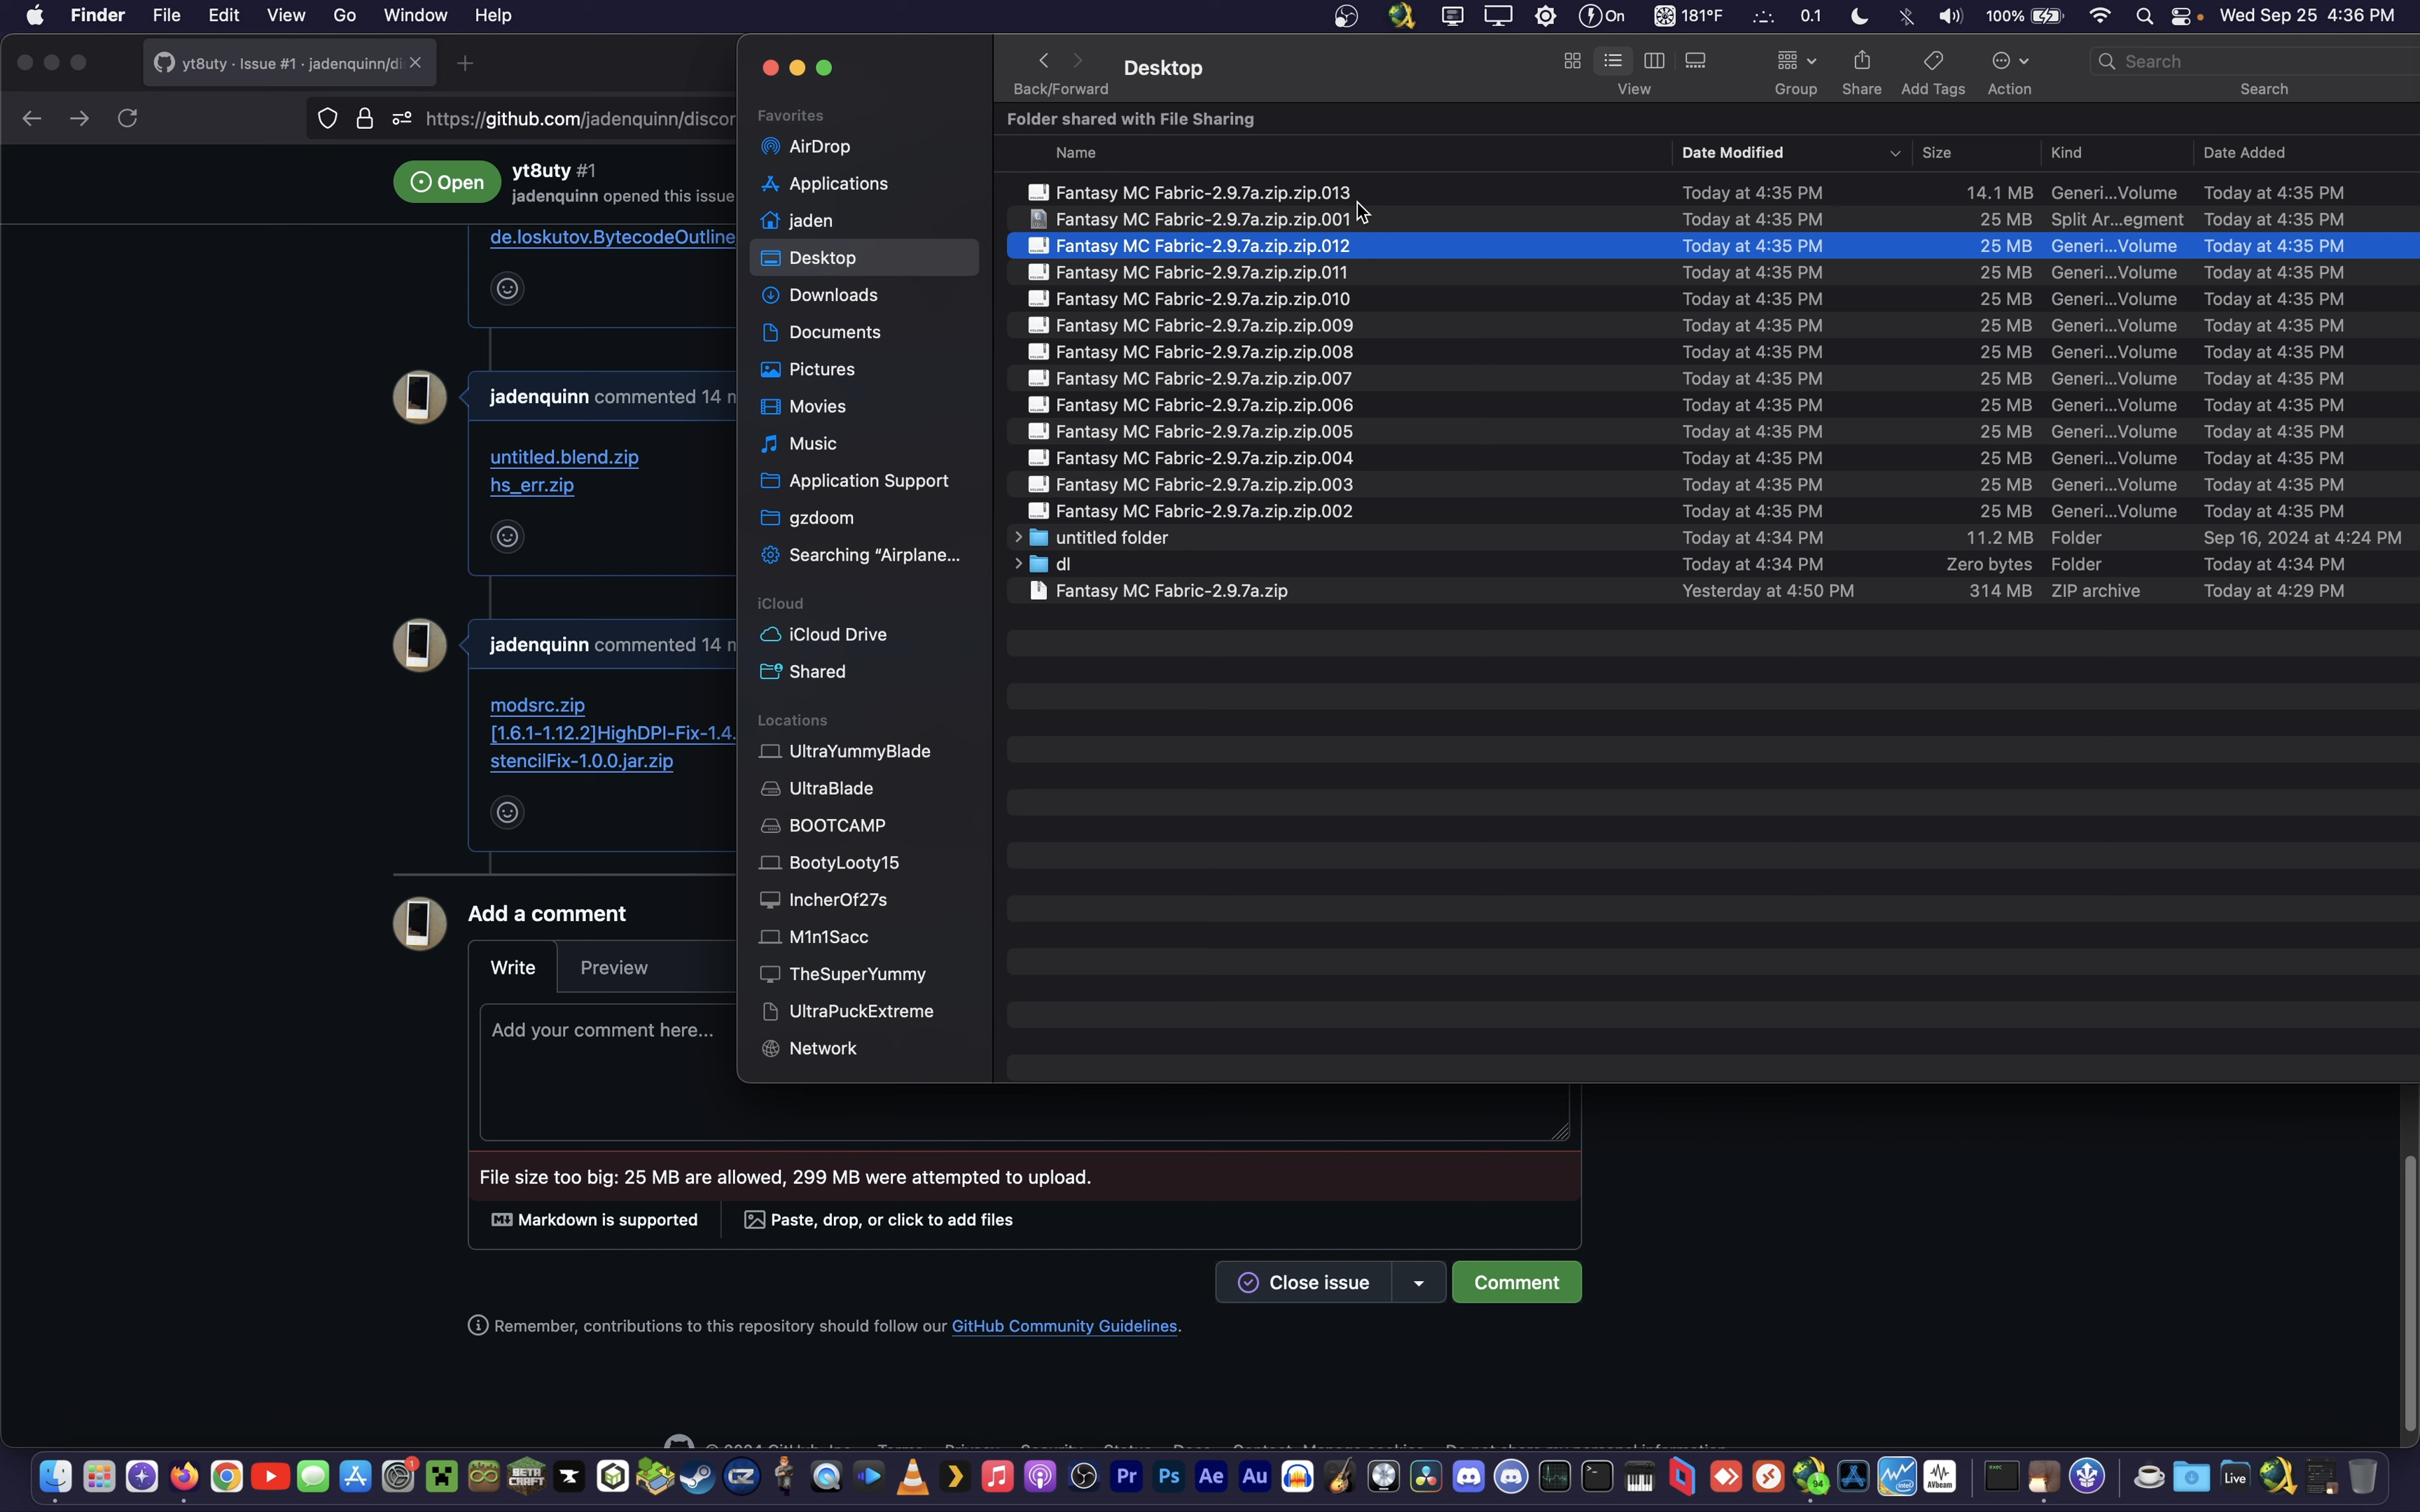 Finder File Edit View Go Window Help
On 181°F 0.1 100% Wed Sep 25 4:36 PM
yt8uty · Issue #1 · jadenquinn/di
https://github.com/jadenquinn/discor
Open yt8uty #1
jadenquinn opened this issue
de.loskutov.BytecodeOutline
jadenquinn commented 14 m
untitled.blend.zip
hs_err.zip
jadenquinn commented 14 m
modsrc.zip
[1.6.1-1.12.2]HighDPI-Fix-1.4.
stencilFix-1.0.0.jar.zip
Add a comment
Write Preview
Add your comment here...
File size too big: 25 MB are allowed, 299 MB were attempted to upload.
Markdown is supported Paste, drop, or click to add files
Close issue Comment
Remember, contributions to this repository should follow our GitHub Community Guidelines.
Favorites
AirDrop
Applications
jaden
Desktop
Downloads
Documents
Pictures
Movies
Music
Application Support
gzdoom
Searching “Airplane...
iCloud
iCloud Drive
Shared
Locations
UltraYummyBlade
UltraBlade
BOOTCAMP
BootyLooty15
IncherOf27s
M1n1Sacc
TheSuperYummy
UltraPuckExtreme
Network
Desktop
Back/Forward View Group Share Add Tags Action Search
Search
Folder shared with File Sharing
Name Date Modified Size Kind Date Added
Fantasy MC Fabric-2.9.7a.zip.zip.013 Today at 4:35 PM 14.1 MB Generi...Volume Today at 4:35 PM
Fantasy MC Fabric-2.9.7a.zip.zip.001 Today at 4:35 PM 25 MB Split Ar...egment Today at 4:35 PM
Fantasy MC Fabric-2.9.7a.zip.zip.012 Today at 4:35 PM 25 MB Generi...Volume Today at 4:35 PM
Fantasy MC Fabric-2.9.7a.zip.zip.011 Today at 4:35 PM 25 MB Generi...Volume Today at 4:35 PM
Fantasy MC Fabric-2.9.7a.zip.zip.010 Today at 4:35 PM 25 MB Generi...Volume Today at 4:35 PM
Fantasy MC Fabric-2.9.7a.zip.zip.009 Today at 4:35 PM 25 MB Generi...Volume Today at 4:35 PM
Fantasy MC Fabric-2.9.7a.zip.zip.008 Today at 4:35 PM 25 MB Generi...Volume Today at 4:35 PM
Fantasy MC Fabric-2.9.7a.zip.zip.007 Today at 4:35 PM 25 MB Generi...Volume Today at 4:35 PM
Fantasy MC Fabric-2.9.7a.zip.zip.006 Today at 4:35 PM 25 MB Generi...Volume Today at 4:35 PM
Fantasy MC Fabric-2.9.7a.zip.zip.005 Today at 4:35 PM 25 MB Generi...Volume Today at 4:35 PM
Fantasy MC Fabric-2.9.7a.zip.zip.004 Today at 4:35 PM 25 MB Generi...Volume Today at 4:35 PM
Fantasy MC Fabric-2.9.7a.zip.zip.003 Today at 4:35 PM 25 MB Generi...Volume Today at 4:35 PM
Fantasy MC Fabric-2.9.7a.zip.zip.002 Today at 4:35 PM 25 MB Generi...Volume Today at 4:35 PM
untitled folder Today at 4:34 PM 11.2 MB Folder Sep 16, 2024 at 4:24 PM
dl Today at 4:34 PM Zero bytes Folder Today at 4:34 PM
Fantasy MC Fabric-2.9.7a.zip Yesterday at 4:50 PM 314 MB ZIP archive Today at 4:29 PM
1 BETA CRAFT Pr Ps Ae Au 94 intel AVbeam EXEC Live